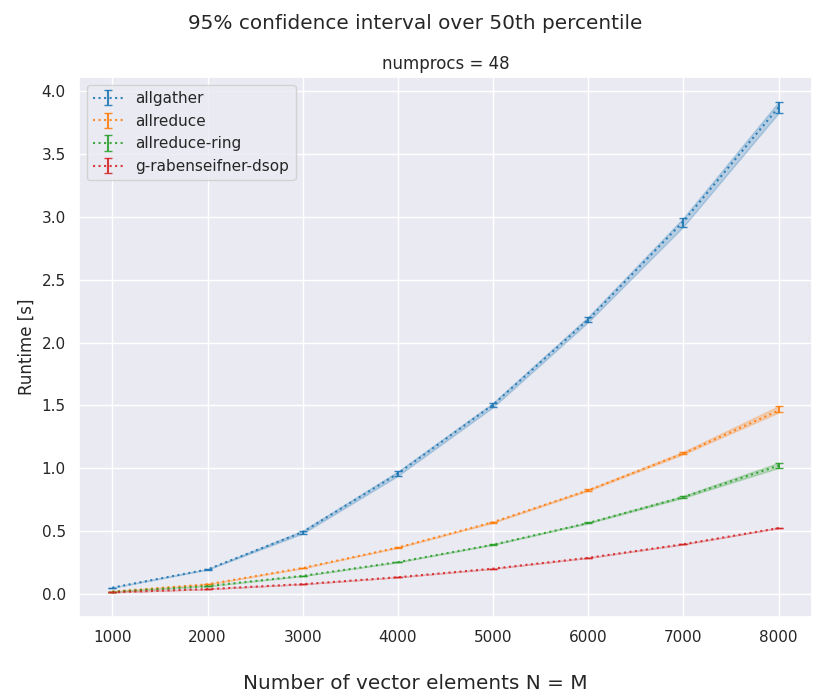 95% confidence interval over 50th percentile
numprocs = 48
allgather
allreduce
allreduce-ring
g-rabenseifner-dsop
Runtime [s]
4.0
3.5
3.0
2.5
2.0
1.5
1.0
0.5
0.0
1000 2000 3000 4000 5000 6000 7000 8000
Number of vector elements N = M